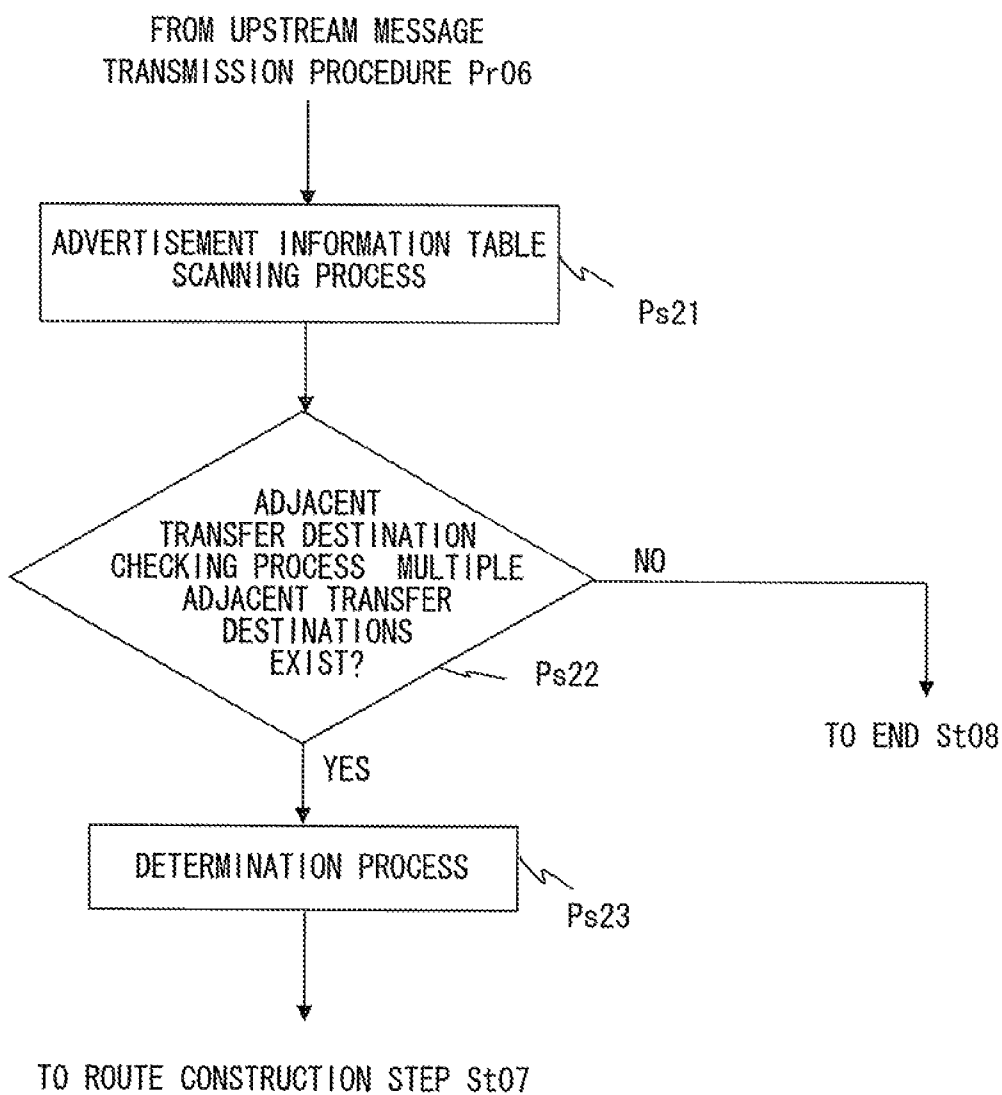 FROM UPSTREAM MESSAGE
TRANSMISSION PROCEDURE Pr06
ADVERTISEMENT INFORMATION TABLE
SCANNING PROCESS
Ps21
ADJACENT
TRANSFER DESTINATION
CHECKING PROCESS MULTIPLE
ADJACENT TRANSFER
DESTINATIONS
EXIST?
NO
Ps22
TO END St08
YES
DETERMINATION PROCESS
Ps23
TO ROUTE CONSTRUCTION STEP St07